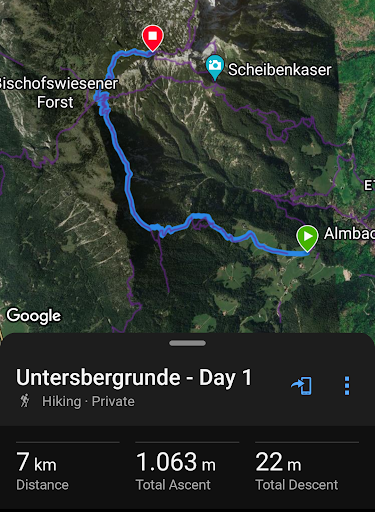 Scheibenkaser
Bischofswiesener
Forst
Almbac
Google
Untersbergrunde - Day 1
Hiking · Private
7 km
1.063 m
22 m
Distance
Total Ascent
Total Descent